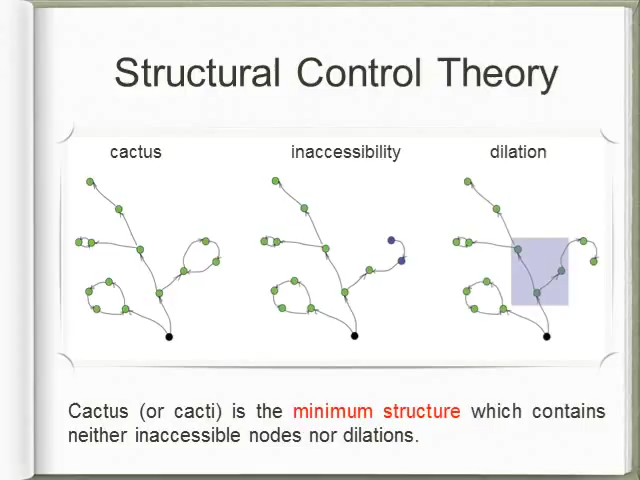 Structural Control Theory
cactus inaccessibility dilation
Cactus (or cacti) is the minimum structure which contains
neither inaccessible nodes nor dilations.